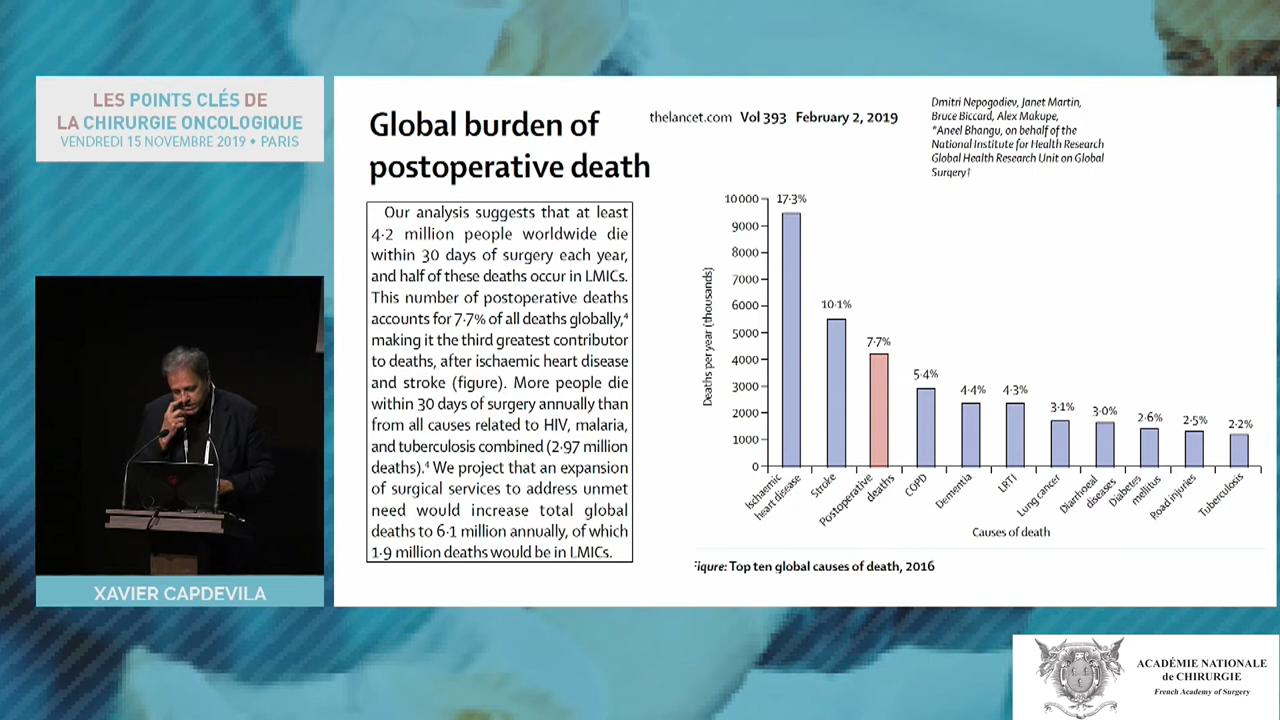 LES POINTS CLÉS DE
LA CHIRURGIE ONCOLOGIQUE
VENDREDI 15 NOVEMBRE 2019 • PARIS
XAVIER CAPDEVILA
Global burden of
postoperative death
thelancet.com Vol 393 February 2, 2019
Dmitri Nepogodiev, Janet Martin,
Bruce Biccard, Alex Makupe,
*Aneel Bhangu, on behalf of the
National Institute for Health Research
Global Health Research Unit on Global
Surgery†
Our analysis suggests that at least
4·2 million people worldwide die
within 30 days of surgery each year,
and half of these deaths occur in LMICs.
This number of postoperative deaths
accounts for 7·7% of all deaths globally,⁴
making it the third greatest contributor
to deaths, after ischaemic heart disease
and stroke (figure). More people die
within 30 days of surgery annually than
from all causes related to HIV, malaria,
and tuberculosis combined (2·97 million
deaths).⁴ We project that an expansion
of surgical services to address unmet
need would increase total global
deaths to 6·1 million annually, of which
1·9 million deaths would be in LMICs.
Deaths per year (thousands)
10 000
9000
8000
7000
6000
5000
4000
3000
2000
1000
0
17·3%
10·1%
7·7%
5·4%
4·4%
4·3%
3·1%
3·0%
2·6%
2·5%
2·2%
Ischaemic
heart disease
Stroke
Postoperative
deaths
COPD
Dementia
LRTI
Lung cancer
Diarrhoeal
diseases
Diabetes
mellitus
Road injuries
Tuberculosis
Causes of death
Figure: Top ten global causes of death, 2016
ACADÉMIE NATIONALE
de CHIRURGIE
French Academy of Surgery